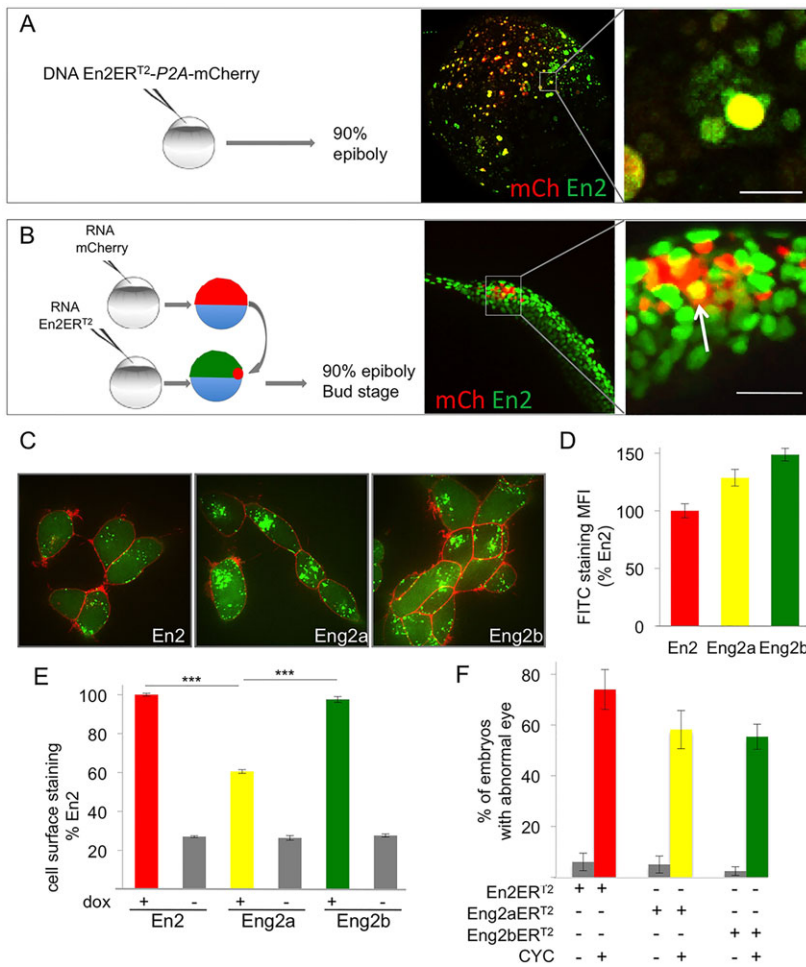 A
DNA En2ERT2-P2A-mCherry
90%
epiboly
mCh En2
B
RNA
mCherry
RNA
En2ERT2
90% epiboly
Bud stage
mCh En2
C
En2
Eng2a
Eng2b
D
FITC staining MFI
(% En2)
150
100
50
0
En2 Eng2a Eng2b
E
cell surface staining
% En2
100
80
60
40
20
*** ***
dox + - + - + -
En2 Eng2a Eng2b
F
% of embryos
with abnormal eye
80
60
40
20
En2ERT2 + + - - - -
Eng2aERT2 - - + + - -
Eng2bERT2 - - - - + +
CYC - + - + - +